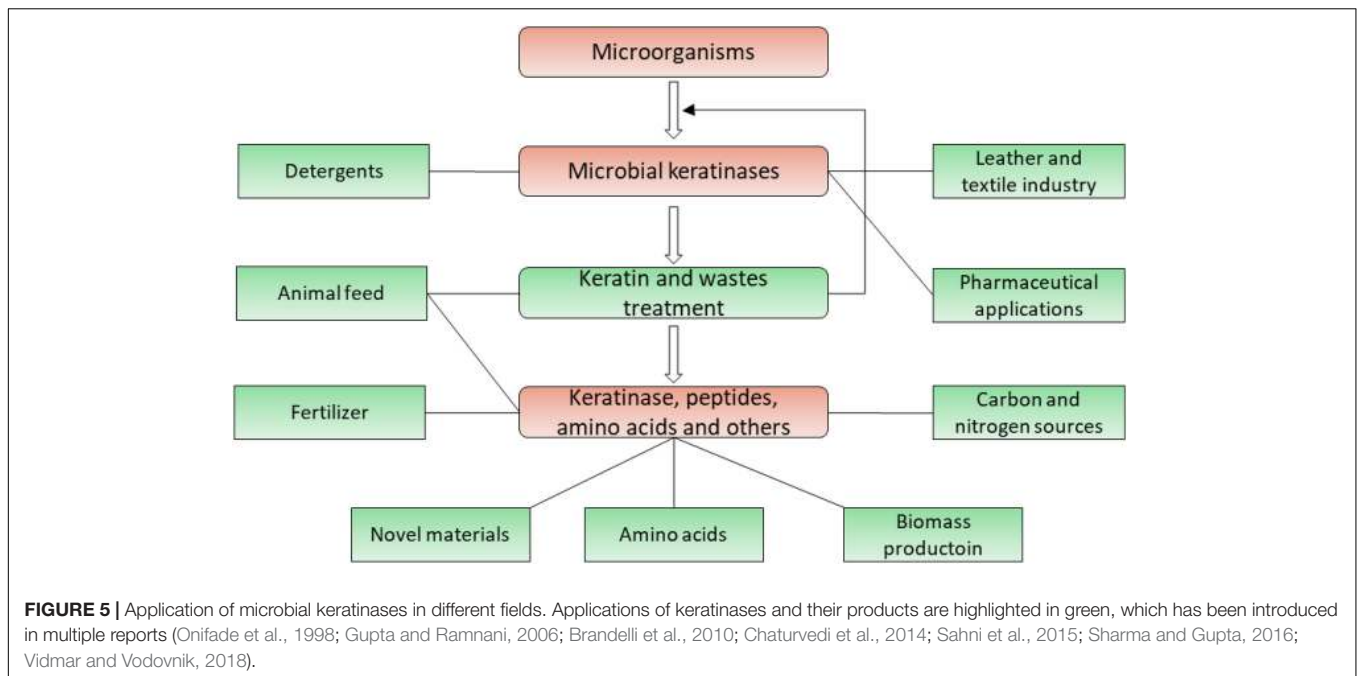 Microorganisms
Detergents
Microbial keratinases
Leather and
textile industry
Animal feed
Keratin and wastes
treatment
Pharmaceutical
applications
Fertilizer
Keratinase, peptides,
amino acids and others
Carbon and
nitrogen sources
Novel materials
Amino acids
Biomass
productoin
FIGURE 5 | Application of microbial keratinases in different fields. Applications of keratinases and their products are highlighted in green, which has been introduced
in multiple reports (Onifade et al., 1998; Gupta and Ramnani, 2006; Brandelli et al., 2010; Chaturvedi et al., 2014; Sahni et al., 2015; Sharma and Gupta, 2016;
Vidmar and Vodovnik, 2018).